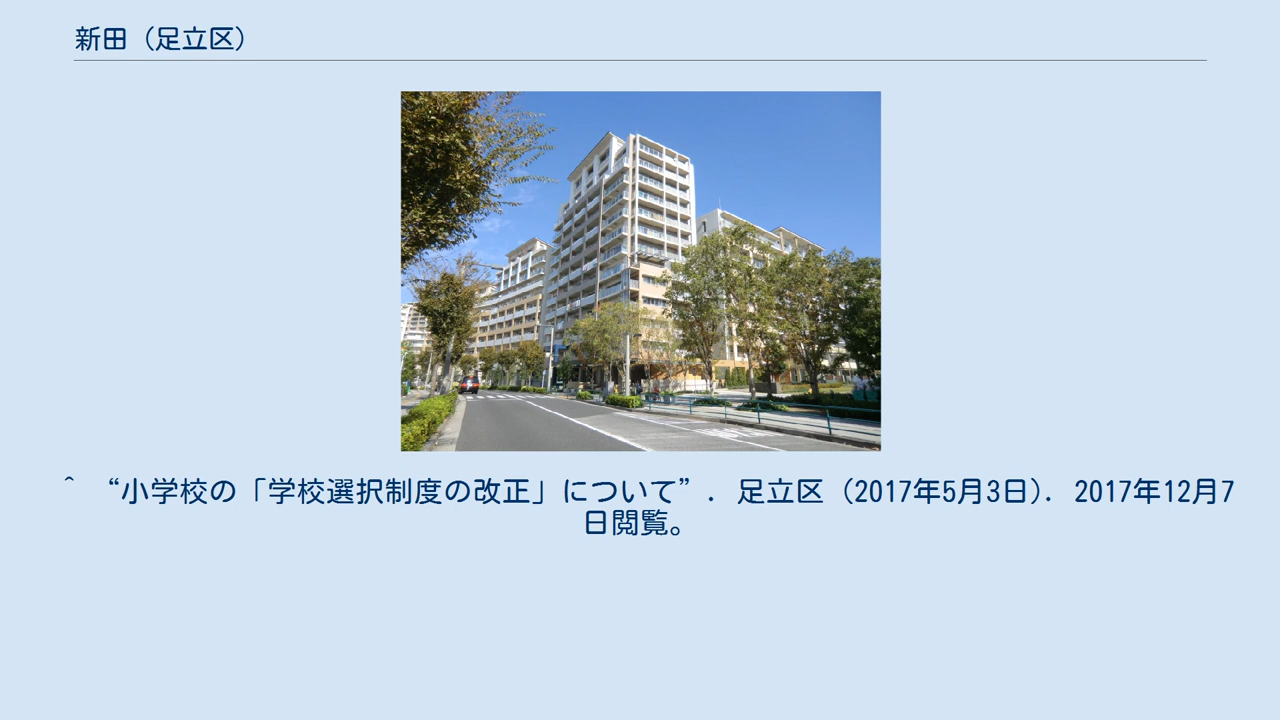 新田（足立区）
^ “小学校の「学校選択制度の改正」について”. 足立区 (2017年5月3日). 2017年12月7
日閲覧。